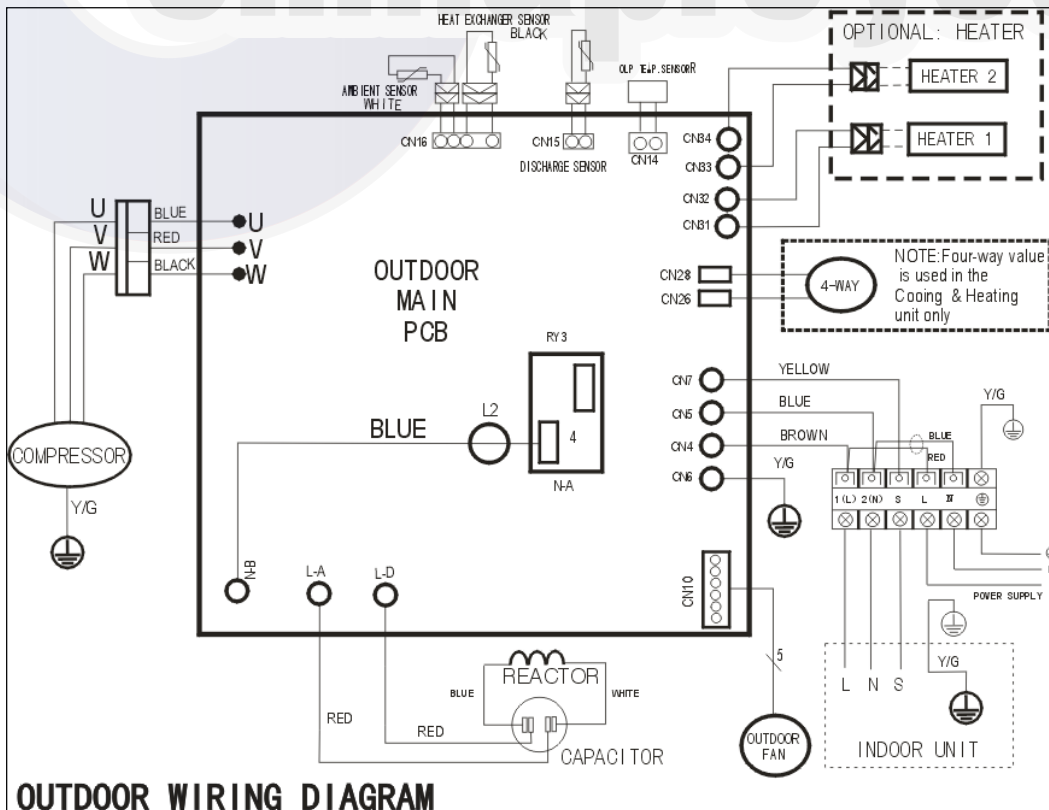 HEAT EXCHANGER SENSOR
BLACK
AMBIENT SENSOR
WHITE
OLP TEMP.SENSORR
CN16
CN15
DISCHARGE SENSOR
CN14
OPTIONAL: HEATER
HEATER 2
HEATER 1
CN34
CN33
CN32
CN31
U
V
W
BLUE
RED
BLACK
U
V
W
OUTDOOR
MAIN
PCB
CN28
CN26
4-WAY
NOTE:Four-way value
is used in the
Cooing & Heating
unit only
RY3
L2
4
N-A
BLUE
CN7
CN5
CN4
CN6
YELLOW
BLUE
BROWN
Y/G
BLUE
RED
Y/G
1(L) 2(N) S L N
COMPRESSOR
Y/G
N-B
L-A
L-D
CN10
POWER SUPPLY
5
L N S
Y/G
INDOOR UNIT
REACTOR
BLUE
WHITE
RED
RED
CAPACITOR
OUTDOOR
FAN
OUTDOOR WIRING DIAGRAM